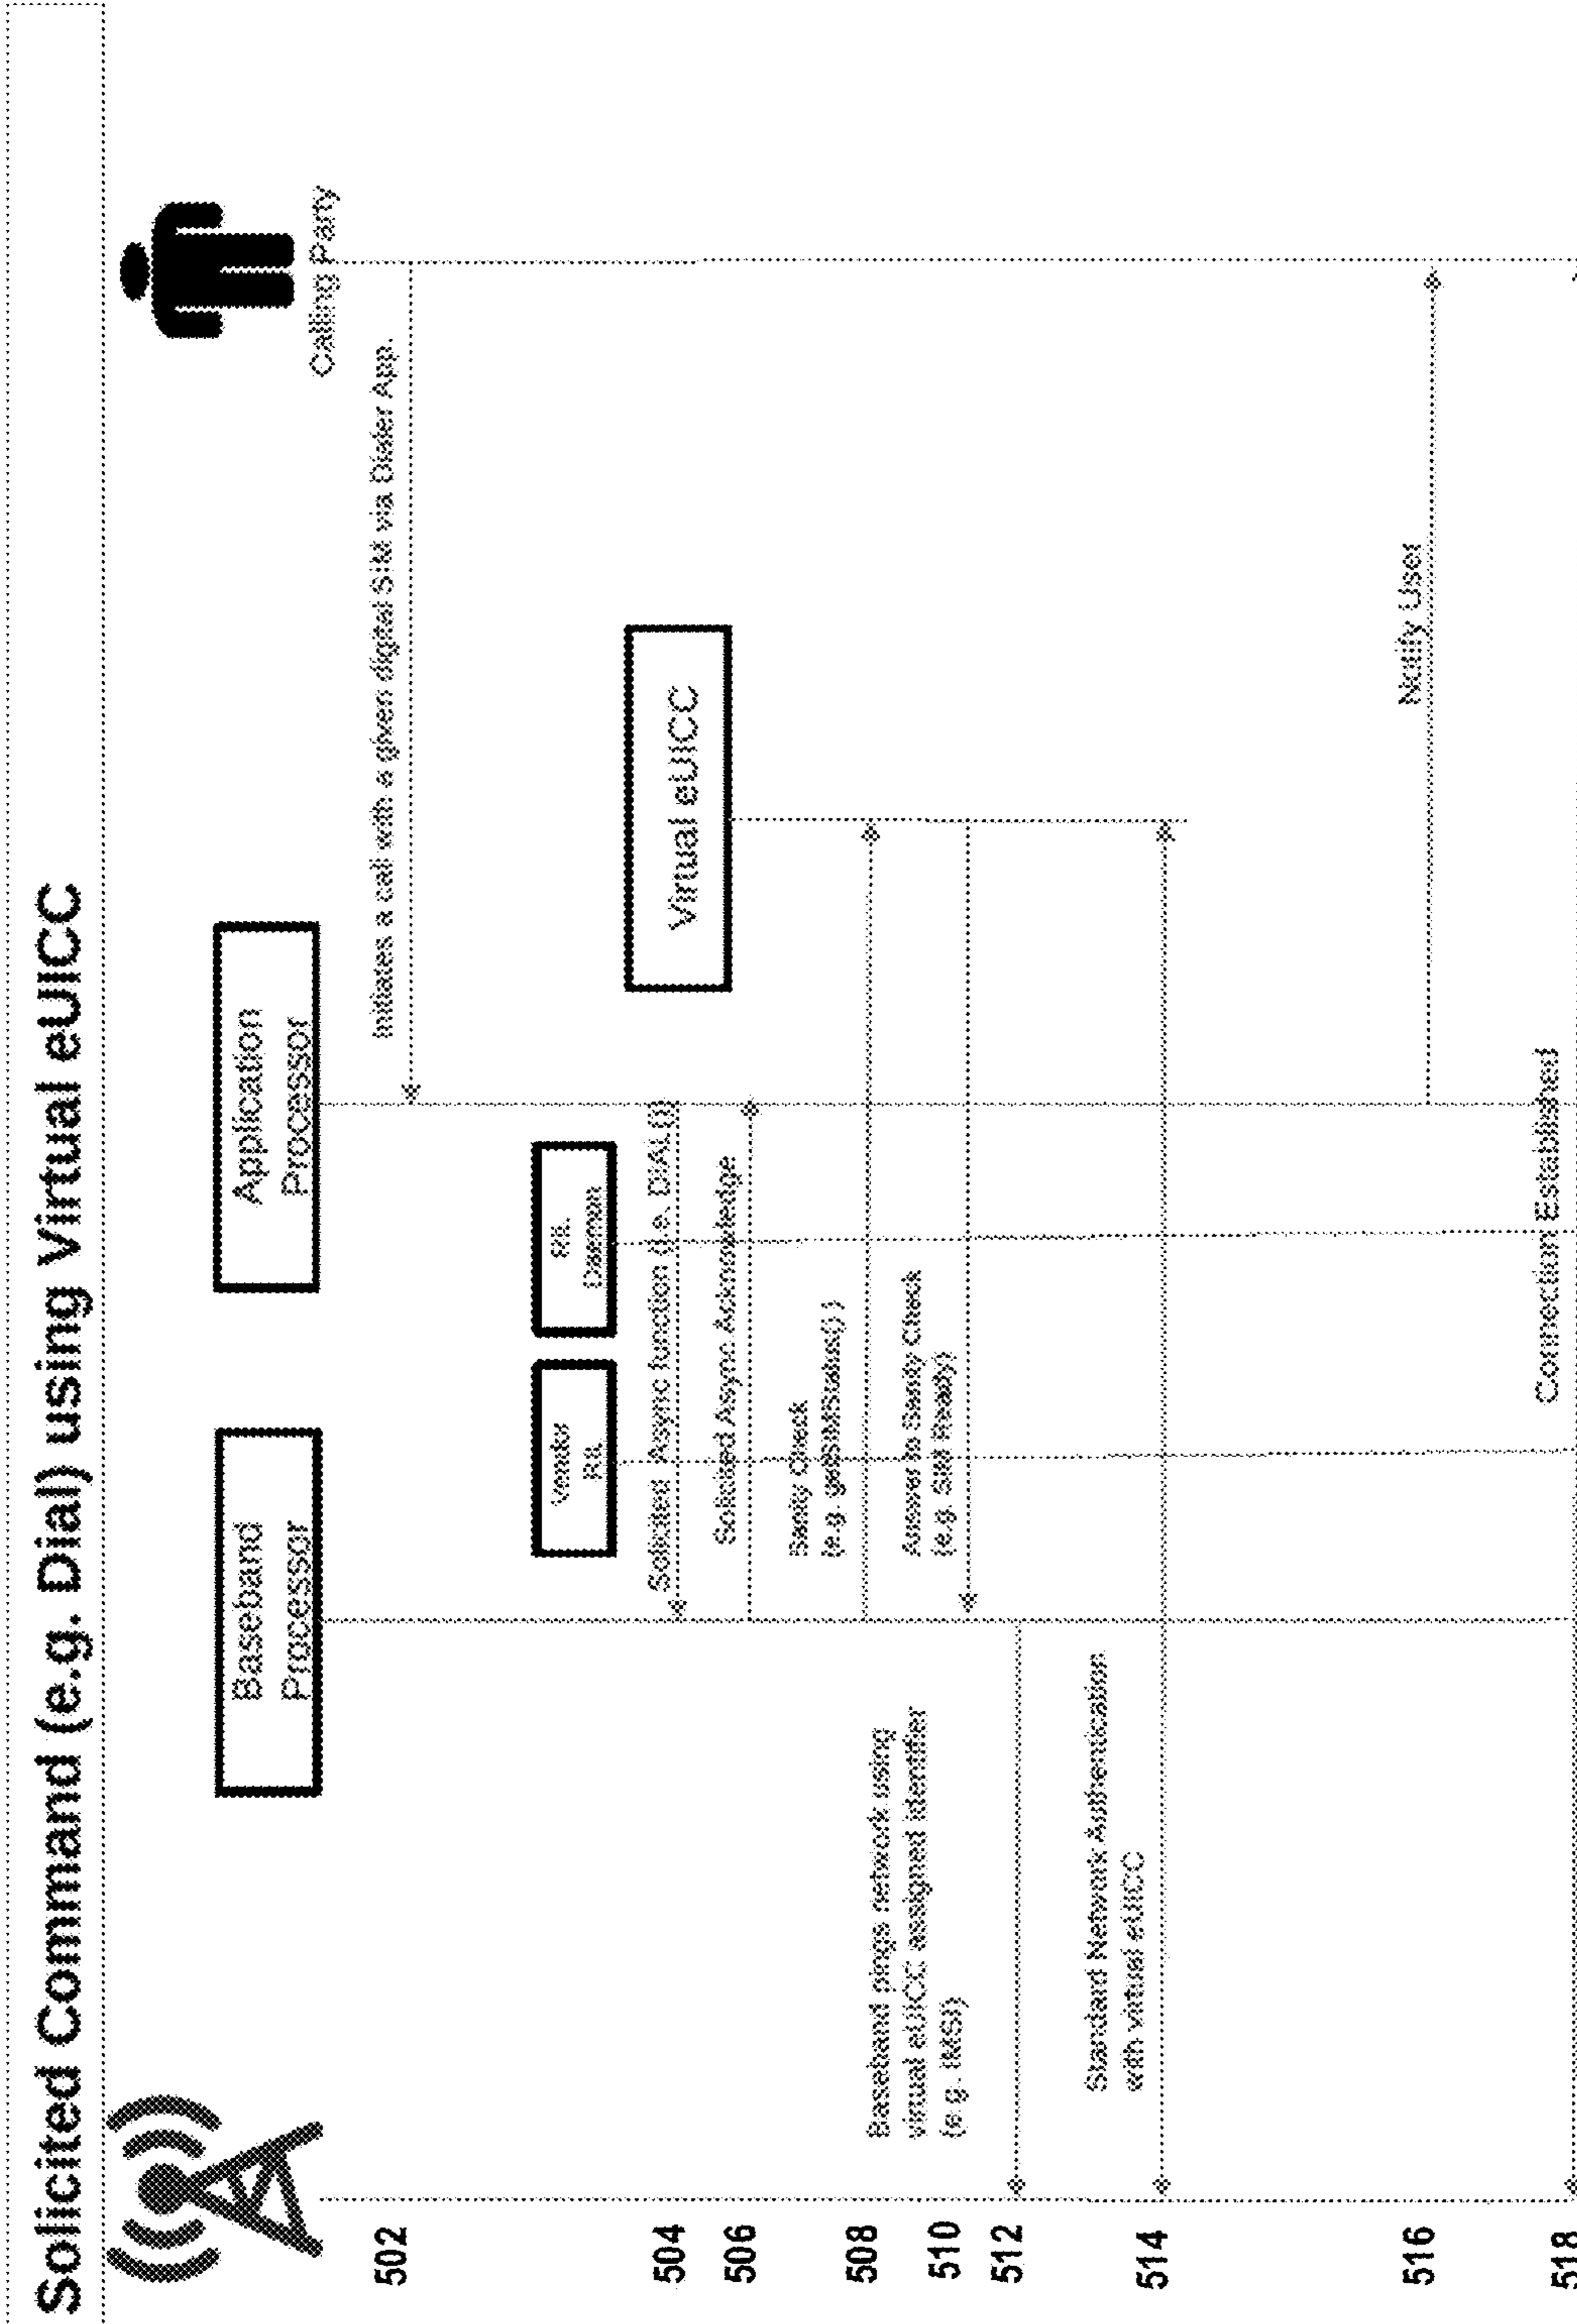 Solicited Command (e.g. Dial) using Virtual eUICC
Baseband
Processor
Application
Processor
Calling Party
502
Initiates a call with a given digital SIM via Dialer App.
Vendor
RIL
RIL
Daemon
Virtual eUICC
504
Solicited Async function (i.e. DIAL())
506
Solicited Async Acknowledge
508
Sanity Check
(e.g. getSIMStatus() )
510
Answer to Sanity Check
(e.g. SIM Ready)
512
Baseband pings network using
virtual eUICC assigned identifier
(e.g. IMSI)
514
Standard Network Authentication
with virtual eUICC
516
Notify User
518
Connection Established